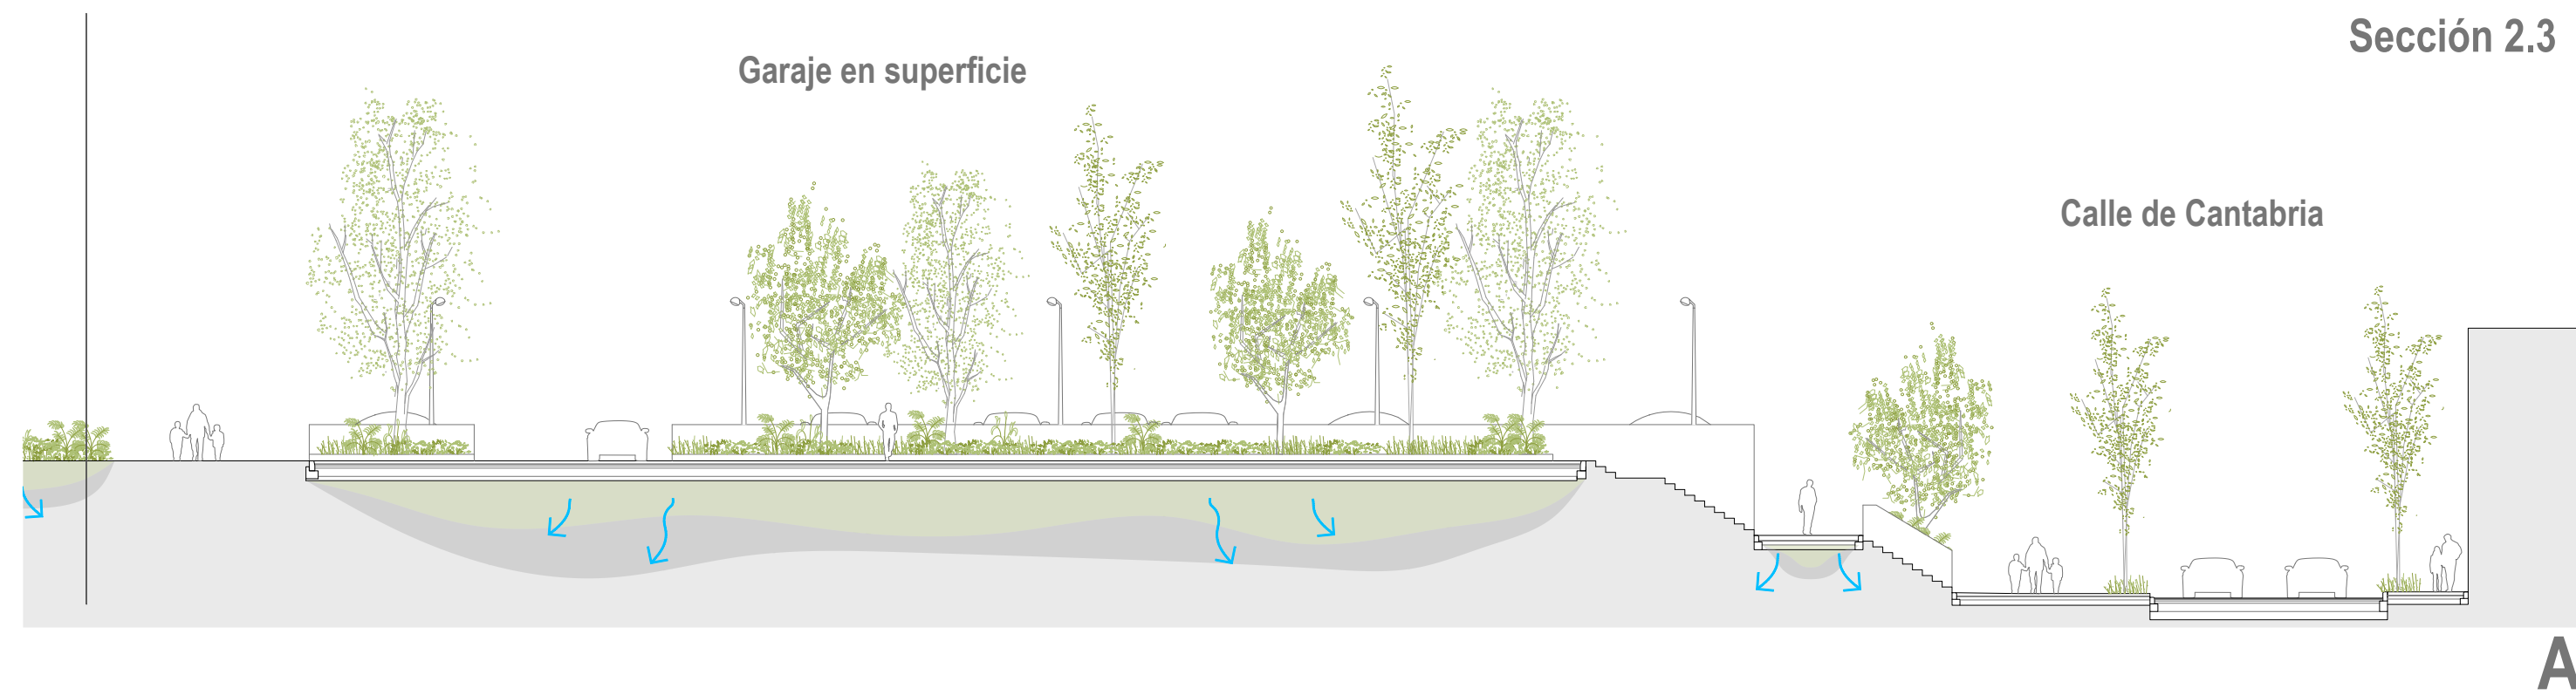 Sección 2.3
Garaje en superficie
Calle de Cantabria
A